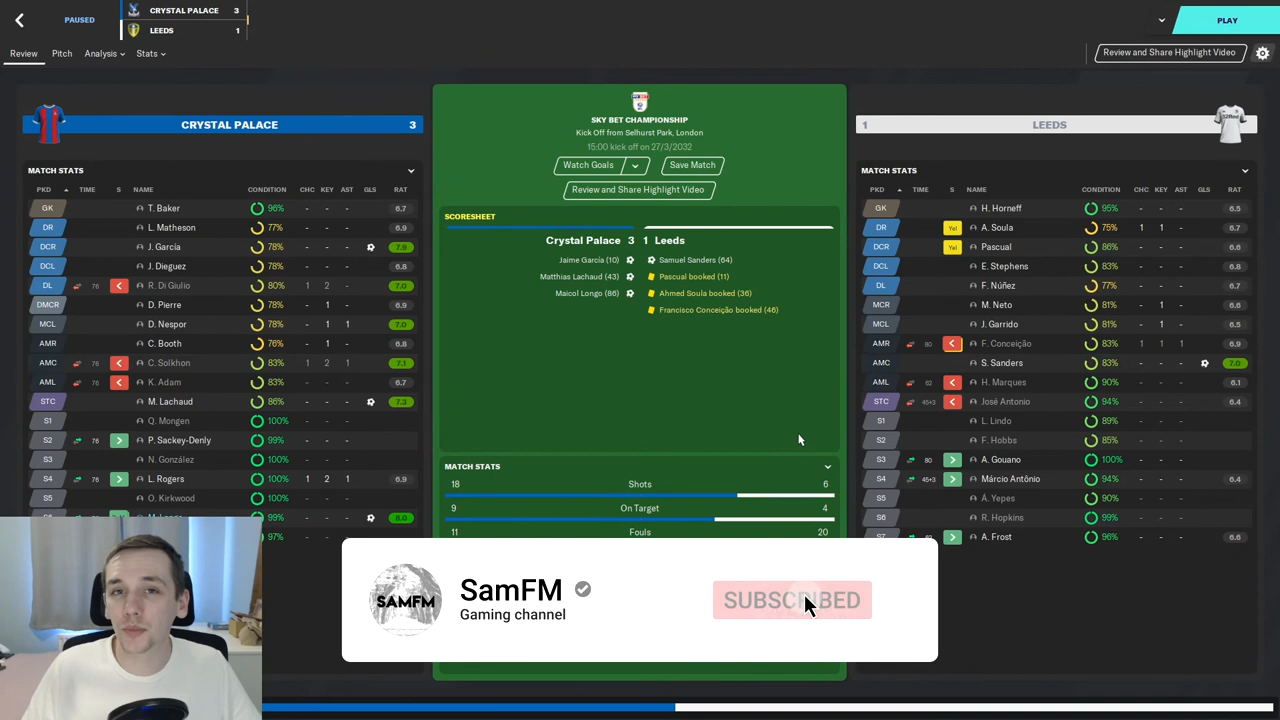 PAUSED
CRYSTAL PALACE 3
LEEDS 1
PLAY
Review Pitch Analysis Stats
Review and Share Highlight Video
CRYSTAL PALACE 3
MATCH STATS
PKD TIME S NAME CONDITION CHC KEY AST GLS RAT
GK T. Baker 96% - - - 6.7
DR L. Matheson 77% - - - 6.9
DCR J. García 78% - - - 7.9
DCL J. Dieguez 78% - - - 6.8
DL 76 R. Di Giulio 80% 1 2 - 7.0
DMCR D. Pierre 78% - 1 - 6.9
MCL D. Nespor 78% - 1 1 7.0
AMR C. Booth 76% - 1 - 6.8
AMC 76 C. Solkhon 83% 1 2 1 7.1
AML 76 K. Adam 83% - - - 6.7
STC M. Lachaud 86% - - - 7.3
S1 Q. Mongen 100%
S2 76 P. Sackey-Denly 99% - - -
S3 N. González 100%
S4 76 L. Rogers 99% 1 2 1 6.9
S5 O. Kirkwood 100%
99% - - - 8.0
97%
SKY BET CHAMPIONSHIP
Kick Off from Selhurst Park, London
15:00 kick off on 27/3/2032
Watch Goals
Save Match
Review and Share Highlight Video
SCORESHEET
Crystal Palace 3 1 Leeds
Jaime García (10) Samuel Sanders (64)
Matthias Lachaud (43) Pascual booked (11)
Maicol Longo (86) Ahmed Soula booked (36)
Francisco Conceição booked (46)
MATCH STATS
18 Shots 6
9 On Target 4
11 Fouls 20
1 LEEDS
MATCH STATS
PKD TIME S NAME CONDITION CHC KEY AST GLS RAT
GK H. Horneff 95% - - - 6.5
DR Yel A. Soula 75% 1 1 - 6.7
DCR Yel Pascual 86% - - - 6.6
DCL E. Stephens 83% - - - 6.8
DL F. Núñez 77% - - - 6.7
MCR M. Neto 81% - 1 - 6.6
MCL J. Garrido 81% - 1 - 6.5
AMR 80 F. Conceição 83% 1 1 1 6.9
AMC S. Sanders 83% - - - 7.0
AML 62 H. Marques 90% - - - 6.1
STC 45+3 José Antonio 94% - - - 6.4
S1 L. Lindo 89%
S2 F. Hobbs 85%
S3 80 A. Gouano 100% - - -
S4 45+3 Márcio Antônio 94% - - - 6.4
S5 Á. Yepes 90%
S6 R. Hopkins 99%
S7 A. Frost 96% - - - 6.6
SAMFM
SamFM
Gaming channel
SUBSCRIBED